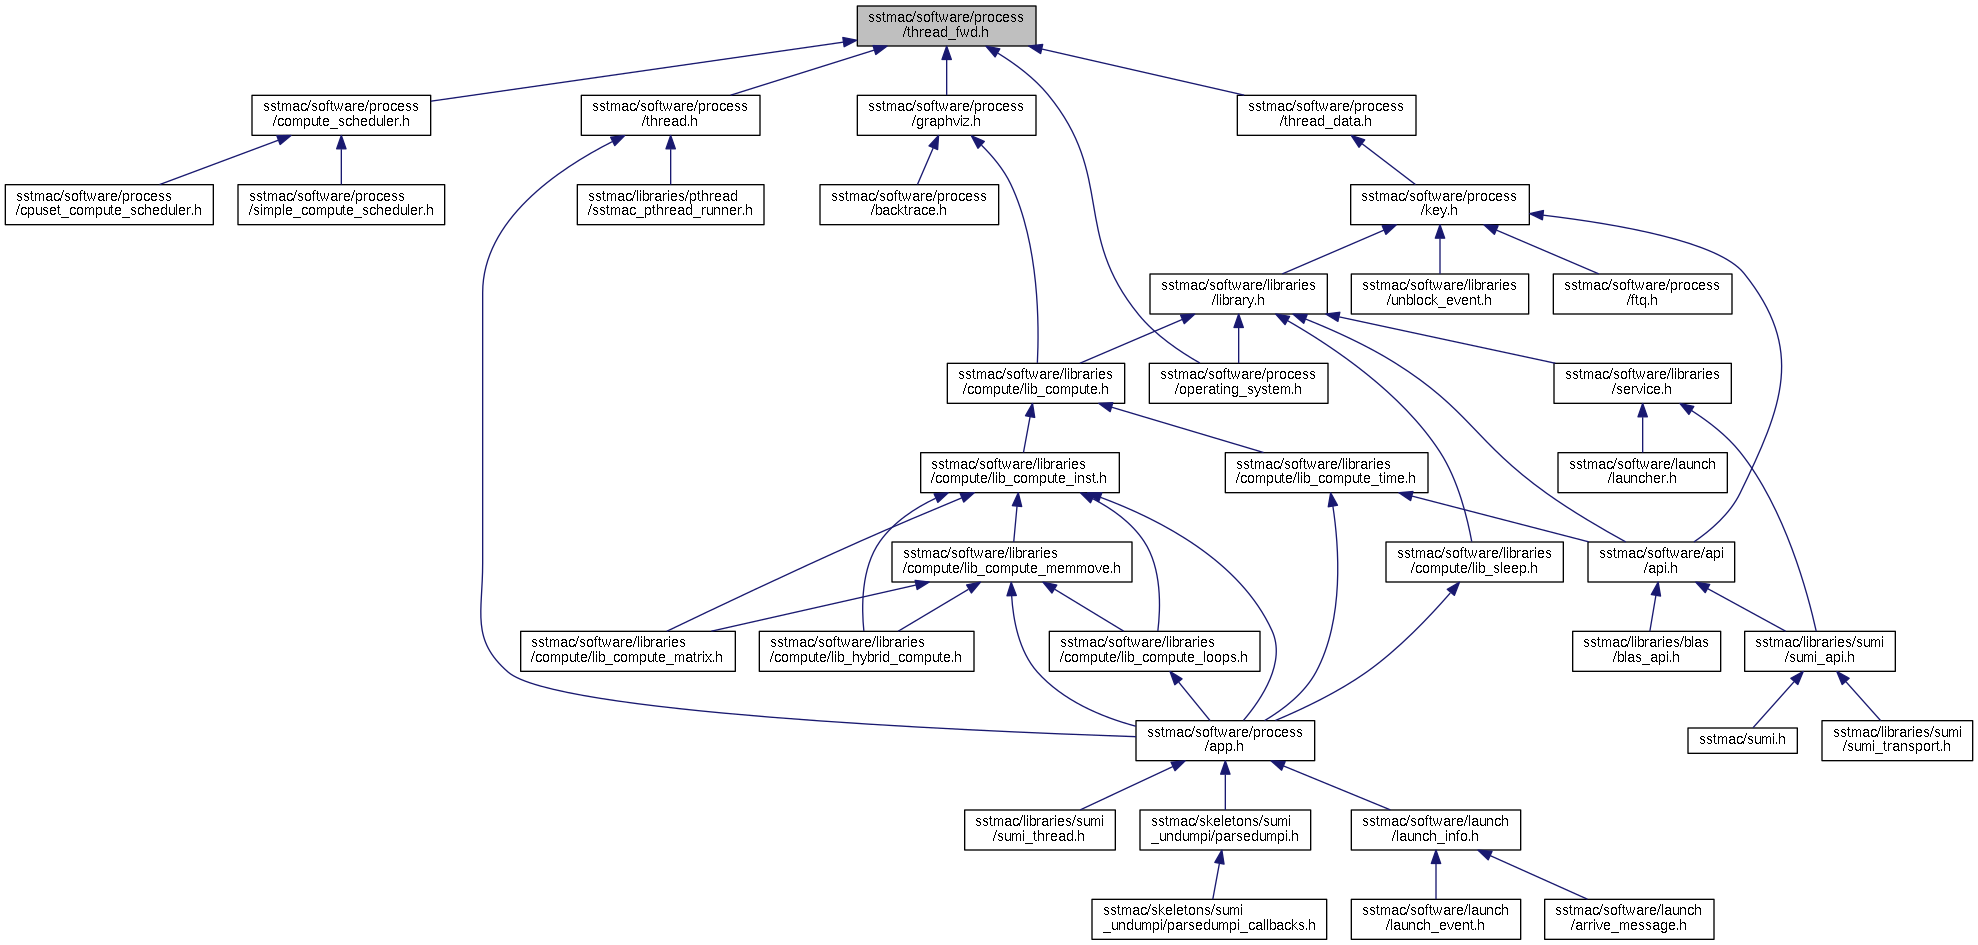 sstmac/software/process
/thread_fwd.h
sstmac/software/process
/compute_scheduler.h
sstmac/software/process
/thread.h
sstmac/software/process
/graphviz.h
sstmac/software/process
/thread_data.h
sstmac/software/process
/cpuset_compute_scheduler.h
sstmac/software/process
/simple_compute_scheduler.h
sstmac/libraries/pthread
/sstmac_pthread_runner.h
sstmac/software/process
/backtrace.h
sstmac/software/process
/key.h
sstmac/software/libraries
/library.h
sstmac/software/libraries
/unblock_event.h
sstmac/software/process
/ftq.h
sstmac/software/libraries
/compute/lib_compute.h
sstmac/software/process
/operating_system.h
sstmac/software/libraries
/service.h
sstmac/software/libraries
/compute/lib_compute_inst.h
sstmac/software/libraries
/compute/lib_compute_time.h
sstmac/software/launch
/launcher.h
sstmac/software/libraries
/compute/lib_compute_memmove.h
sstmac/software/libraries
/compute/lib_sleep.h
sstmac/software/api
/api.h
sstmac/software/libraries
/compute/lib_compute_matrix.h
sstmac/software/libraries
/compute/lib_hybrid_compute.h
sstmac/software/libraries
/compute/lib_compute_loops.h
sstmac/libraries/blas
/blas_api.h
sstmac/libraries/sumi
/sumi_api.h
sstmac/software/process
/app.h
sstmac/sumi.h
sstmac/libraries/sumi
/sumi_transport.h
sstmac/libraries/sumi
/sumi_thread.h
sstmac/skeletons/sumi
_undumpi/parsedumpi.h
sstmac/software/launch
/launch_info.h
sstmac/skeletons/sumi
_undumpi/parsedumpi_callbacks.h
sstmac/software/launch
/launch_event.h
sstmac/software/launch
/arrive_message.h